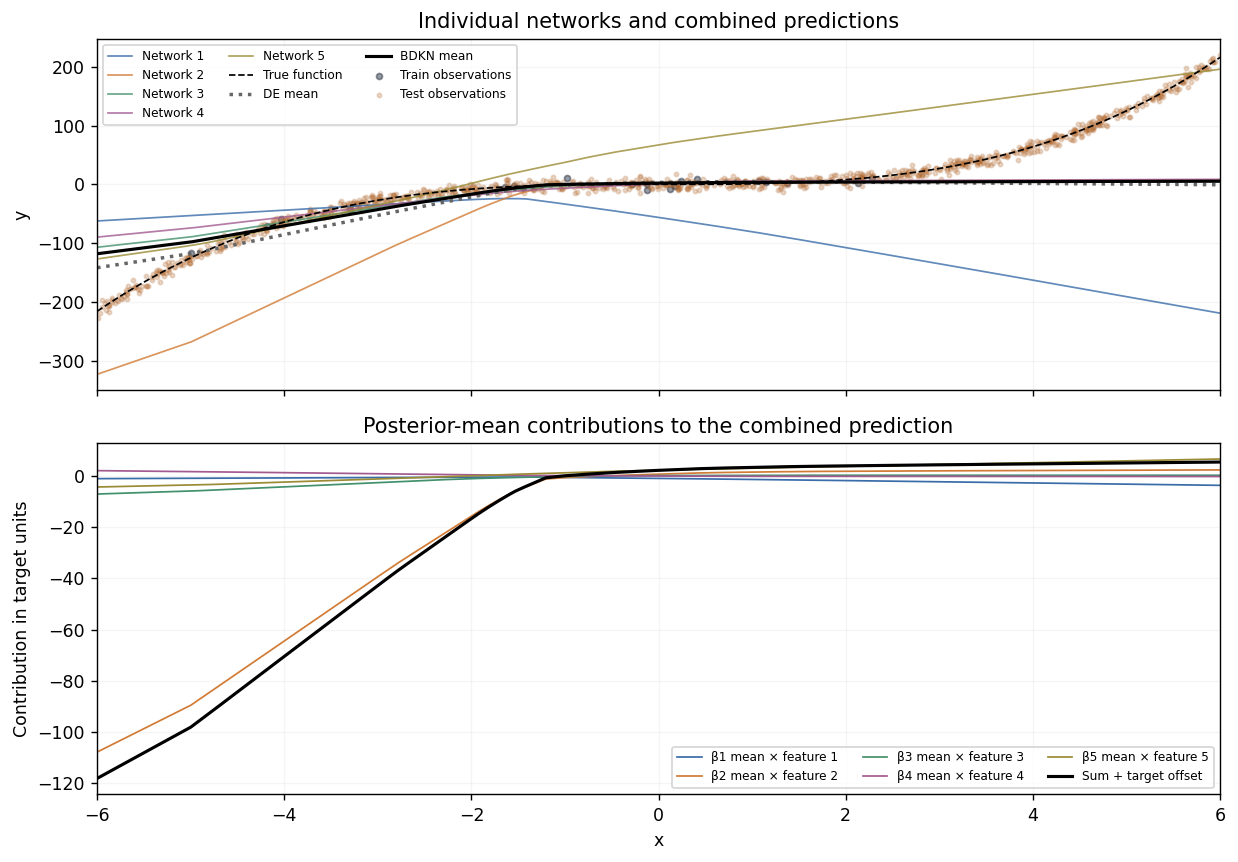 Individual networks and combined predictions
Network 1
Network 2
Network 3
Network 4
Network 5
True function
DE mean
BDKN mean
Train observations
Test observations
200
100
0
−100
−200
−300
y
Posterior-mean contributions to the combined prediction
0
−20
−40
−60
−80
−100
−120
Contribution in target units
β1 mean × feature 1
β2 mean × feature 2
β3 mean × feature 3
β4 mean × feature 4
β5 mean × feature 5
Sum + target offset
−6 −4 −2 0 2 4 6
x